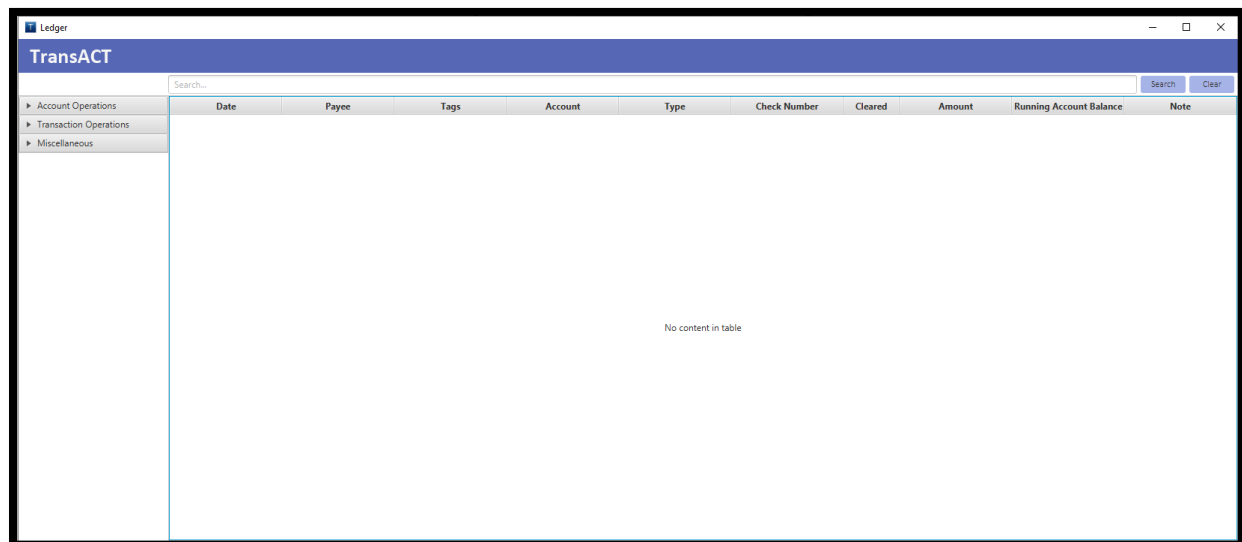 T Ledger
TransACT
Search... Search Clear
Account Operations
Transaction Operations
Miscellaneous
Date Payee Tags Account Type Check Number Cleared Amount Running Account Balance Note
No content in table